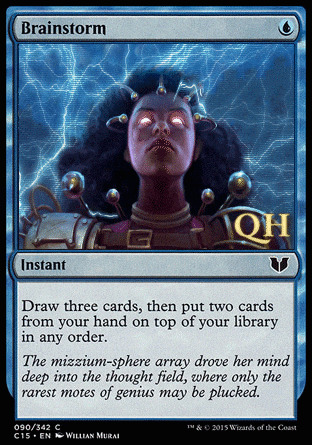 Brainstorm
QH
Instant
Draw three cards, then put two cards
from your hand on top of your library
in any order.
The mizzium-sphere array drove her mind
deep into the thought field, where only the
rarest motes of genius may be plucked.
090/342 C
C15 • EN Willian Murai
™ & © 2015 Wizards of the Coast